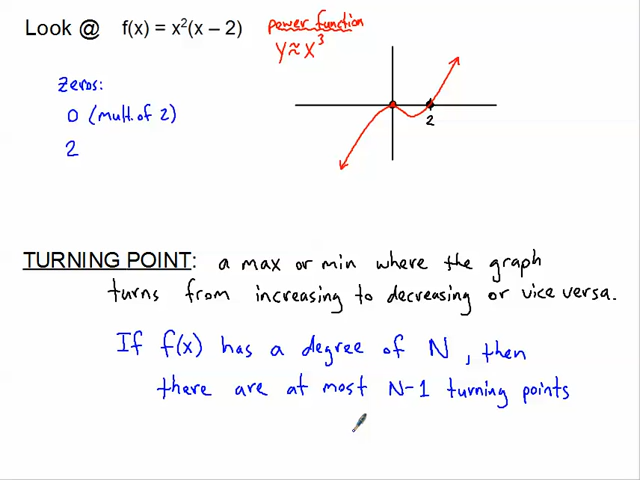 Look @ f(x) = x²(x – 2)
power function
y ≈ x³
Zeros:
0 (mult. of 2)
2
2
TURNING POINT: a max or min where the graph
turns from increasing to decreasing or vice versa.
If f(x) has a degree of N, then
there are at most N-1 turning points